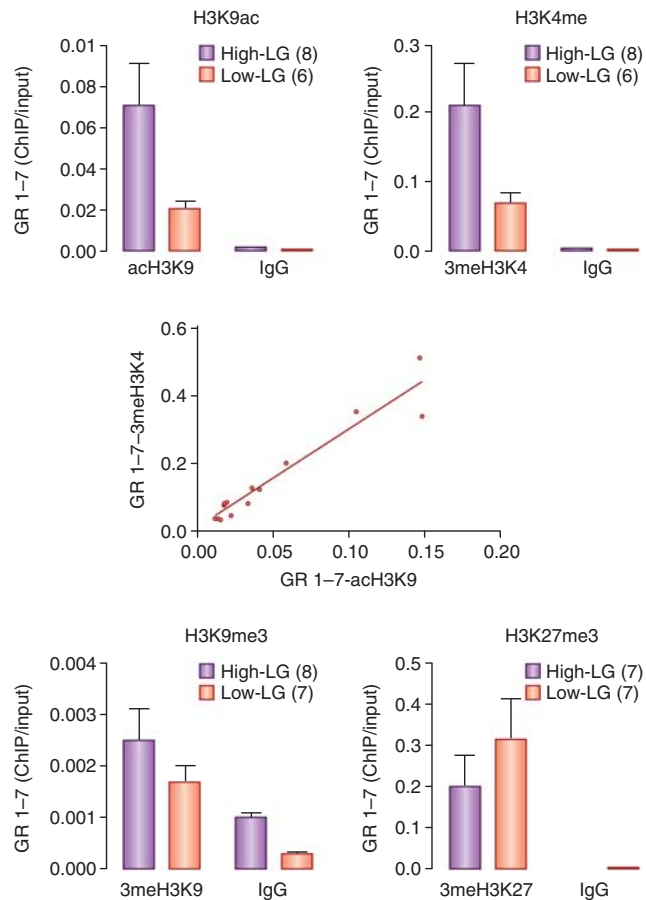 H3K9ac
GR 1–7 (ChIP/input)
0.01
0.08
0.06
0.04
0.02
0.00
High-LG (8)
Low-LG (6)
acH3K9
IgG
H3K4me
GR 1–7 (ChIP/input)
0.3
0.2
0.1
0.0
High-LG (8)
Low-LG (6)
3meH3K4
IgG
GR 1–7–3meH3K4
0.6
0.4
0.2
0.0
0.00
0.05
0.10
0.15
0.20
GR 1–7-acH3K9
H3K9me3
GR 1–7 (ChIP/input)
0.004
0.003
0.002
0.001
0.000
High-LG (8)
Low-LG (7)
3meH3K9
IgG
H3K27me3
GR 1–7 (ChIP/input)
0.5
0.4
0.3
0.2
0.1
0.0
High-LG (7)
Low-LG (7)
3meH3K27
IgG